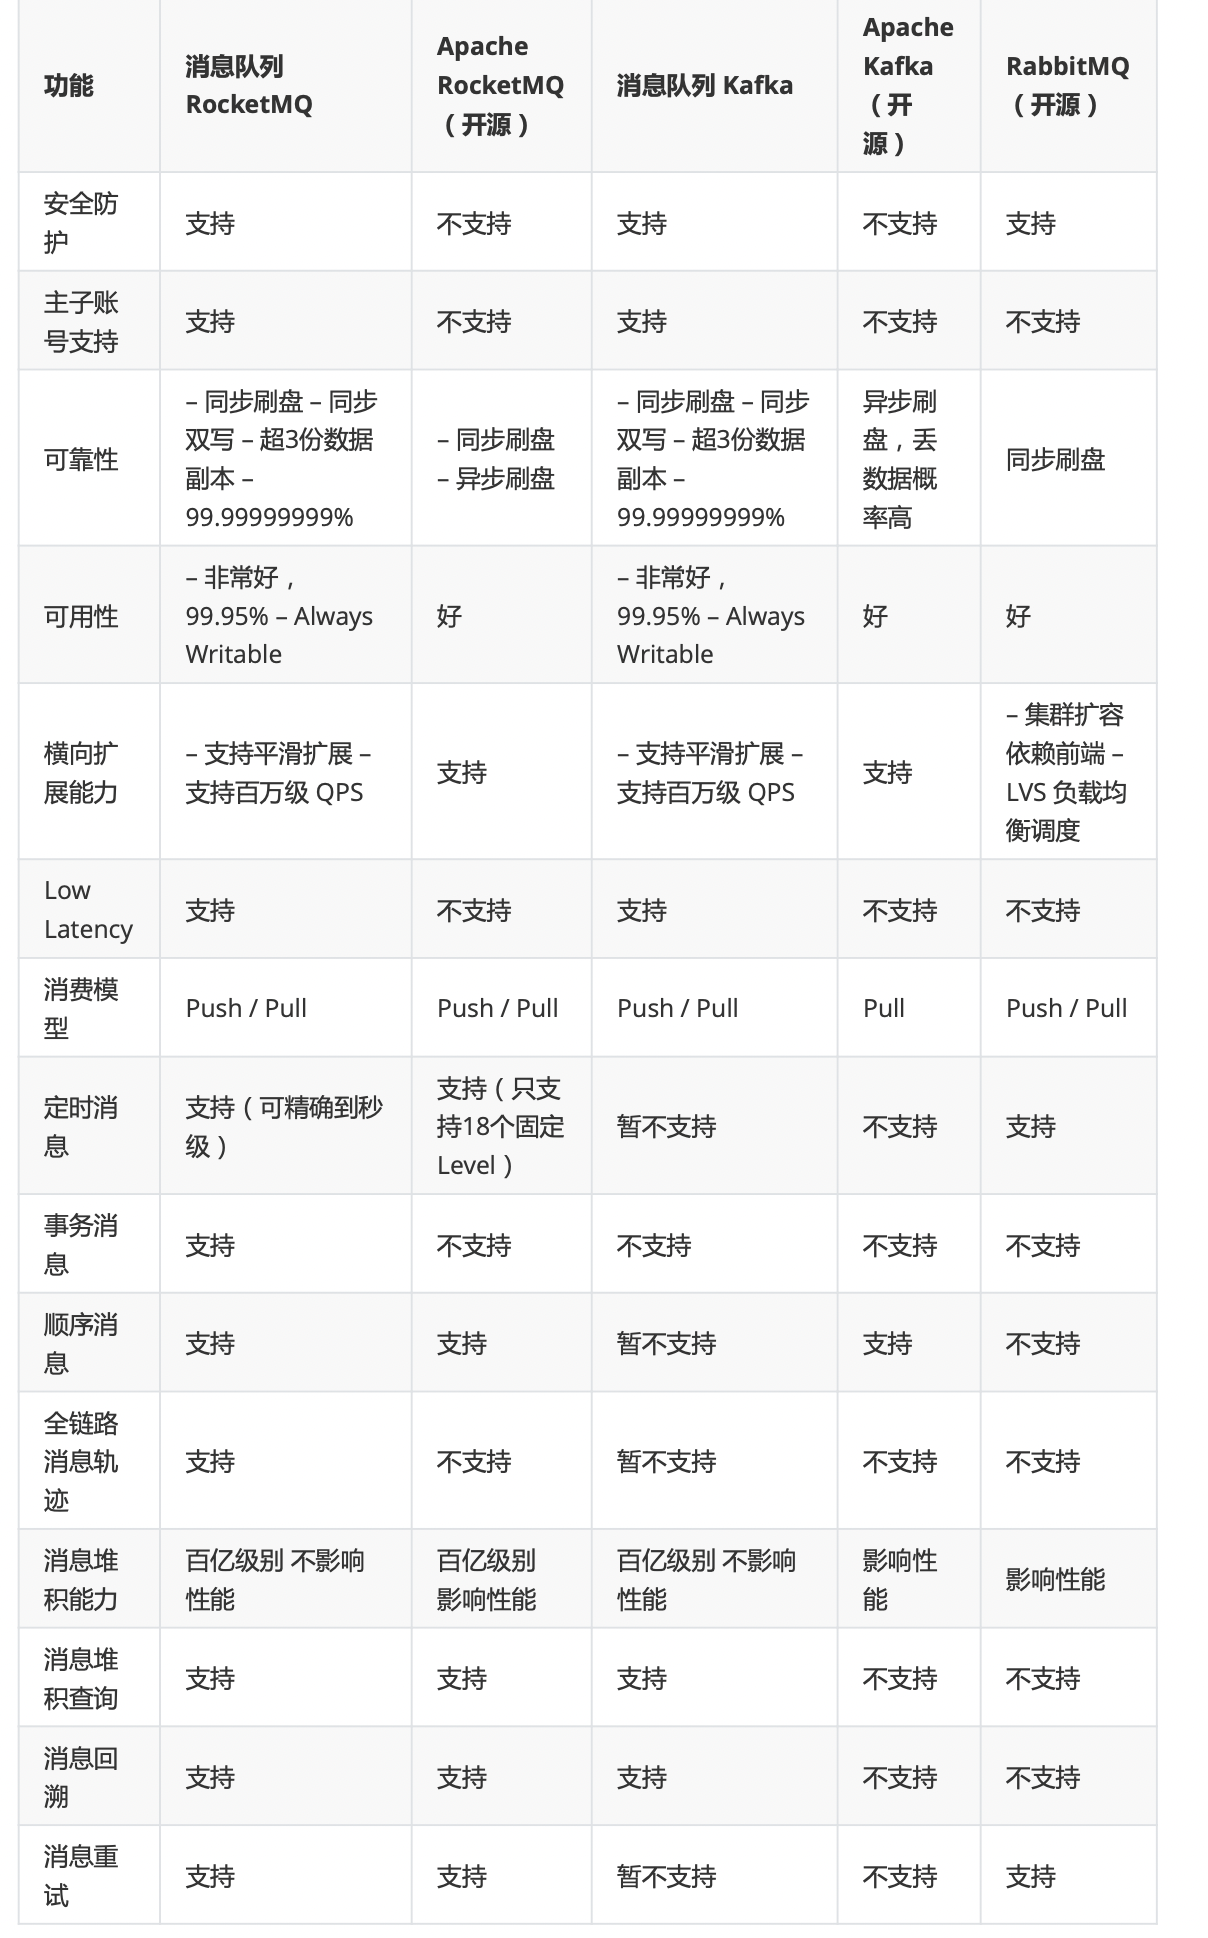 功能
消息队列
RocketMQ
Apache
RocketMQ
（开源）
消息队列 Kafka
Apache
Kafka
（开
源）
RabbitMQ
（开源）
安全防
护
支持
不支持
支持
不支持
支持
主子账
号支持
支持
不支持
支持
不支持
不支持
可靠性
– 同步刷盘 – 同步
双写 – 超3份数据
副本 –
99.99999999%
– 同步刷盘
– 异步刷盘
– 同步刷盘 – 同步
双写 – 超3份数据
副本 –
99.99999999%
异步刷
盘，丢
数据概
率高
同步刷盘
可用性
– 非常好，
99.95% – Always
Writable
好
– 非常好，
99.95% – Always
Writable
好
好
横向扩
展能力
– 支持平滑扩展 –
支持百万级 QPS
支持
– 支持平滑扩展 –
支持百万级 QPS
支持
– 集群扩容
依赖前端 –
LVS 负载均
衡调度
Low
Latency
支持
不支持
支持
不支持
不支持
消费模
型
Push / Pull
Push / Pull
Push / Pull
Pull
Push / Pull
定时消
息
支持（可精确到秒
级）
支持（只支
持18个固定
Level）
暂不支持
不支持
支持
事务消
息
支持
不支持
不支持
不支持
不支持
顺序消
息
支持
支持
暂不支持
支持
不支持
全链路
消息轨
迹
支持
不支持
暂不支持
不支持
不支持
消息堆
积能力
百亿级别 不影响
性能
百亿级别
影响性能
百亿级别 不影响
性能
影响性
能
影响性能
消息堆
积查询
支持
支持
支持
不支持
不支持
消息回
溯
支持
支持
支持
不支持
不支持
消息重
试
支持
支持
暂不支持
不支持
支持